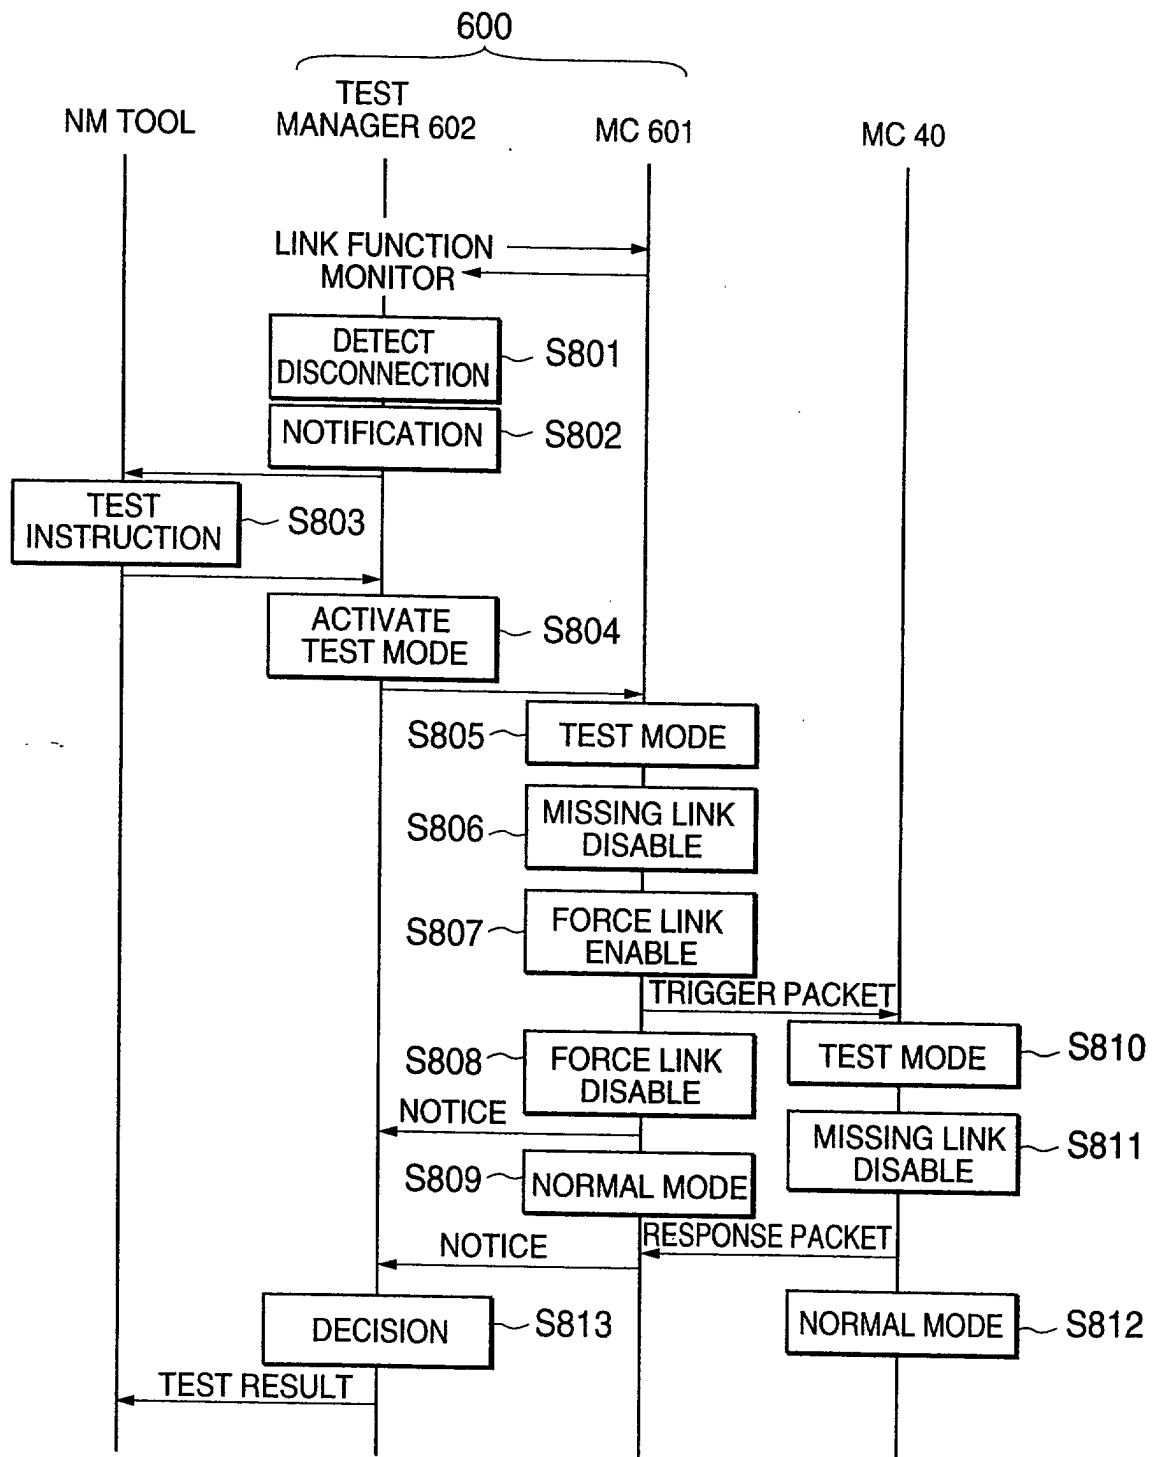 600
NM TOOL
TEST
MANAGER 602
MC 601
MC 40
LINK FUNCTION
MONITOR
DETECT
DISCONNECTION
S801
NOTIFICATION
S802
TEST
INSTRUCTION
S803
ACTIVATE
TEST MODE
S804
S805
TEST MODE
S806
MISSING LINK
DISABLE
S807
FORCE LINK
ENABLE
TRIGGER PACKET
S808
FORCE LINK
DISABLE
TEST MODE
S810
NOTICE
MISSING LINK
DISABLE
S811
S809
NORMAL MODE
RESPONSE PACKET
NOTICE
DECISION
S813
NORMAL MODE
S812
TEST RESULT